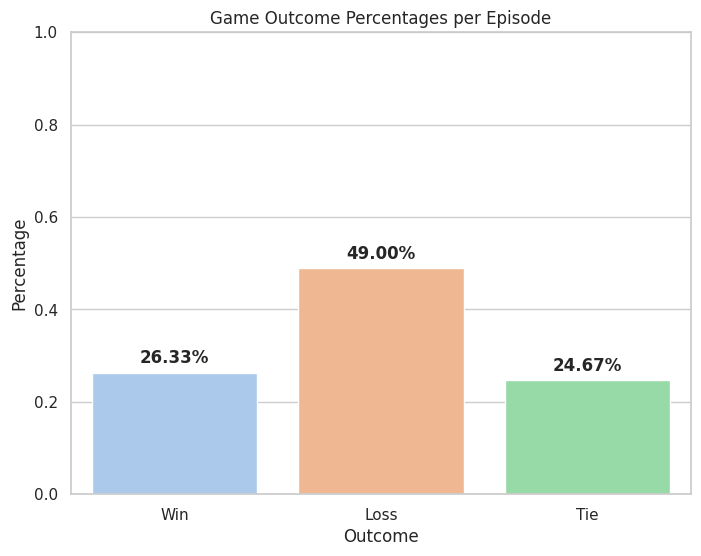 Game Outcome Percentages per Episode
1.0
0.8
0.6
0.4
0.2
0.0
Percentage
26.33%
49.00%
24.67%
Win
Loss
Tie
Outcome